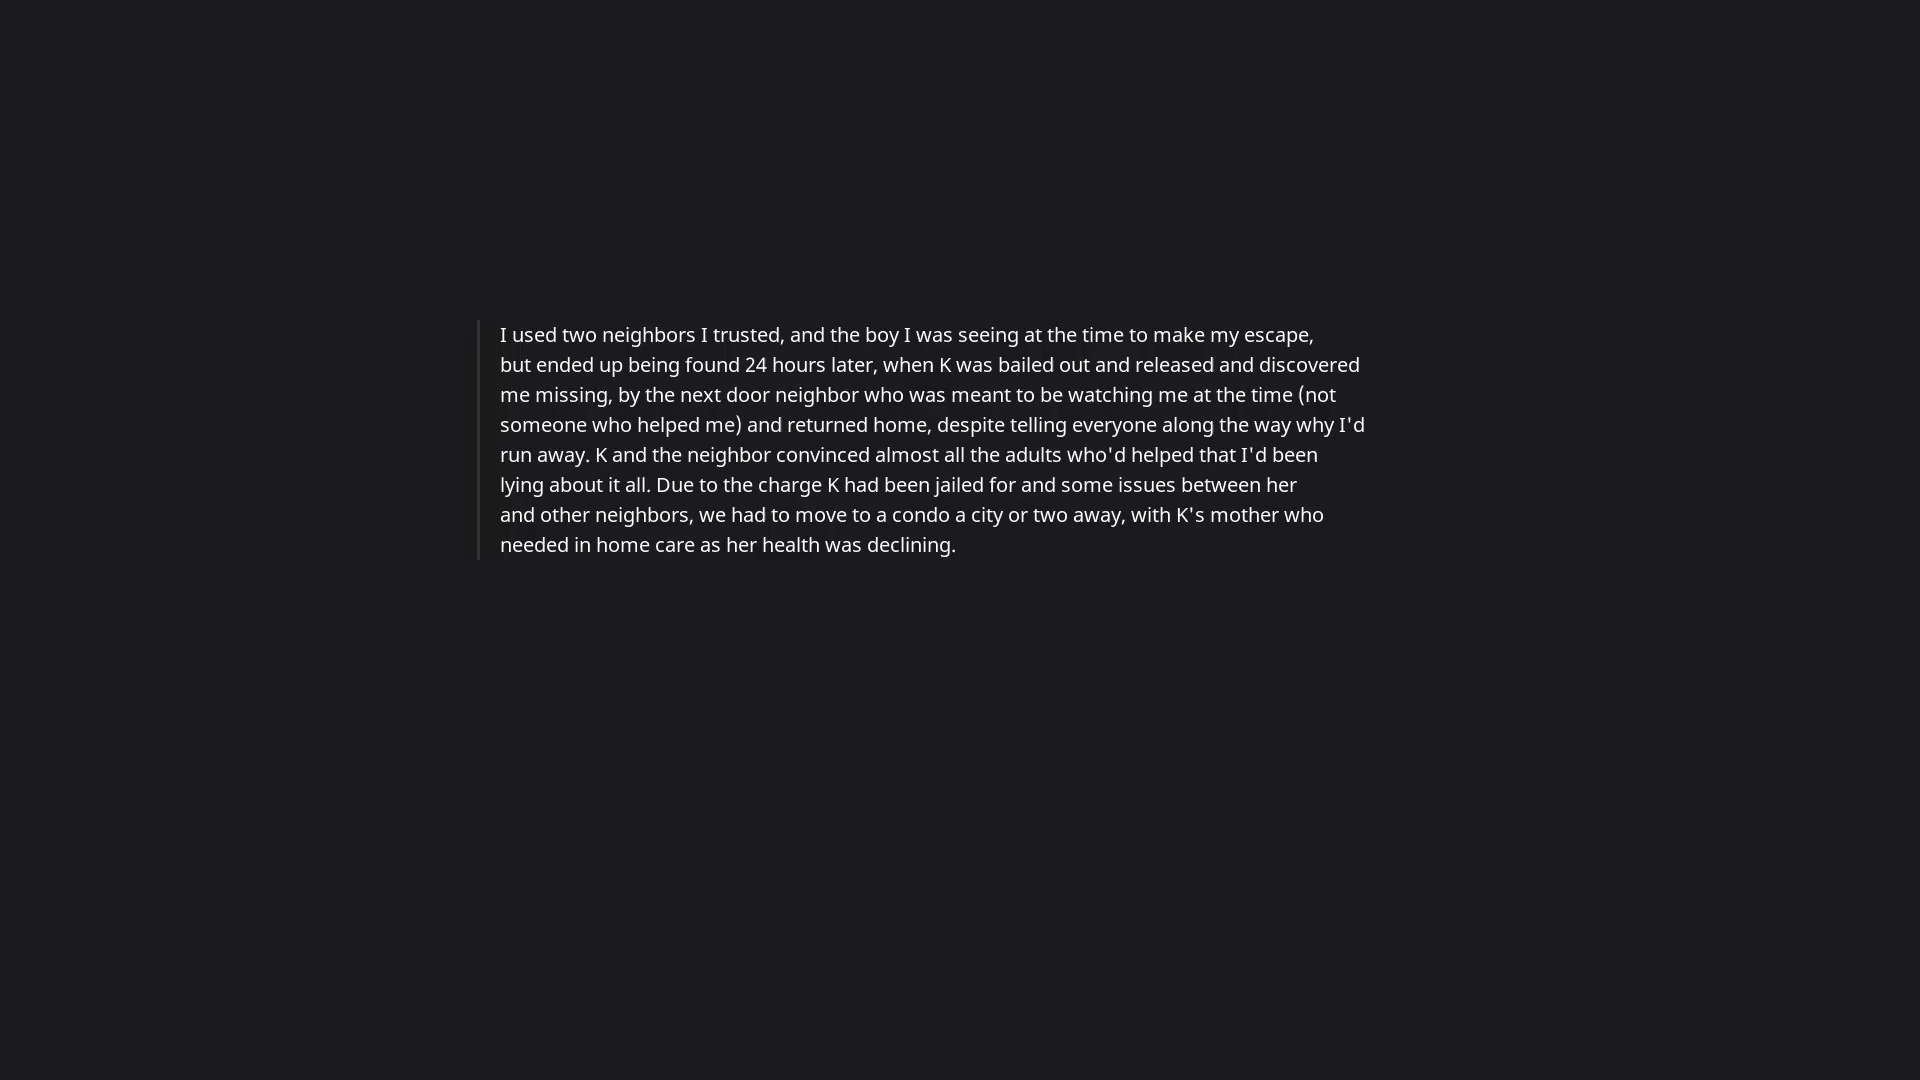 I used two neighbors I trusted, and the boy I was seeing at the time to make my escape,
but ended up being found 24 hours later, when K was bailed out and released and discovered
me missing, by the next door neighbor who was meant to be watching me at the time (not
someone who helped me) and returned home, despite telling everyone along the way why I'd
run away. K and the neighbor convinced almost all the adults who'd helped that I'd been
lying about it all. Due to the charge K had been jailed for and some issues between her
and other neighbors, we had to move to a condo a city or two away, with K's mother who
needed in home care as her health was declining.